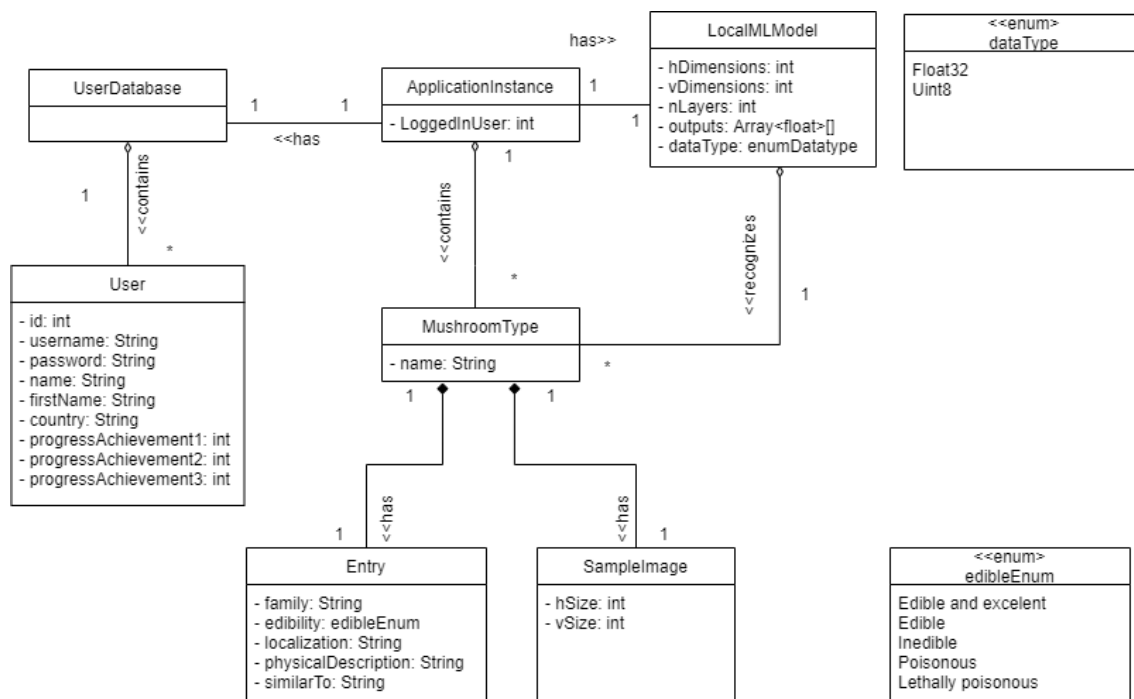 UserDatabase
1
1
<<has
ApplicationInstance
- LoggedInUser: int
has>>
1
1
LocalMLModel
- hDimensions: int
- vDimensions: int
- nLayers: int
- outputs: Array<float>[]
- dataType: enumDatatype
<<enum>
dataType
Float32
Uint8
1
<<contains
*
1
<<contains
*
<<recognizes
1
*
User
- id: int
- username: String
- password: String
- name: String
- firstName: String
- country: String
- progressAchievement1: int
- progressAchievement2: int
- progressAchievement3: int
MushroomType
- name: String
1
1
1
<<has
<<has
1
Entry
- family: String
- edibility: edibleEnum
- localization: String
- physicalDescription: String
- similarTo: String
SampleImage
- hSize: int
- vSize: int
<<enum>
edibleEnum
Edible and excelent
Edible
Inedible
Poisonous
Lethally poisonous